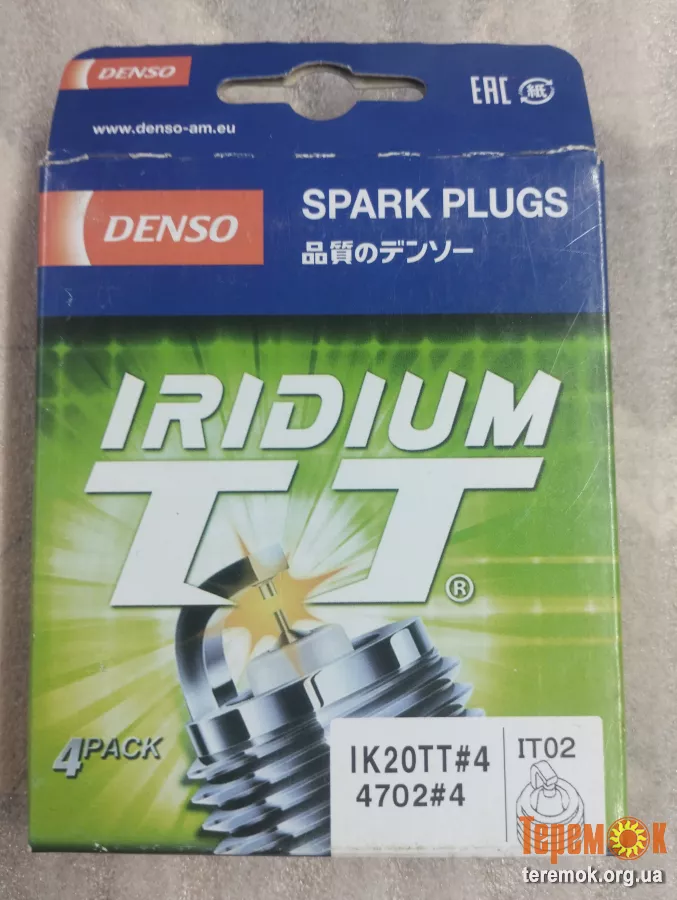 DENSO
EAC
紙
www.denso-am.eu
DENSO
SPARK PLUGS
品質のデンソー
IRIDIUM
TT®
4PACK
IK20TT#4
4702#4
IT02
ТеремОк
teremok.org.ua